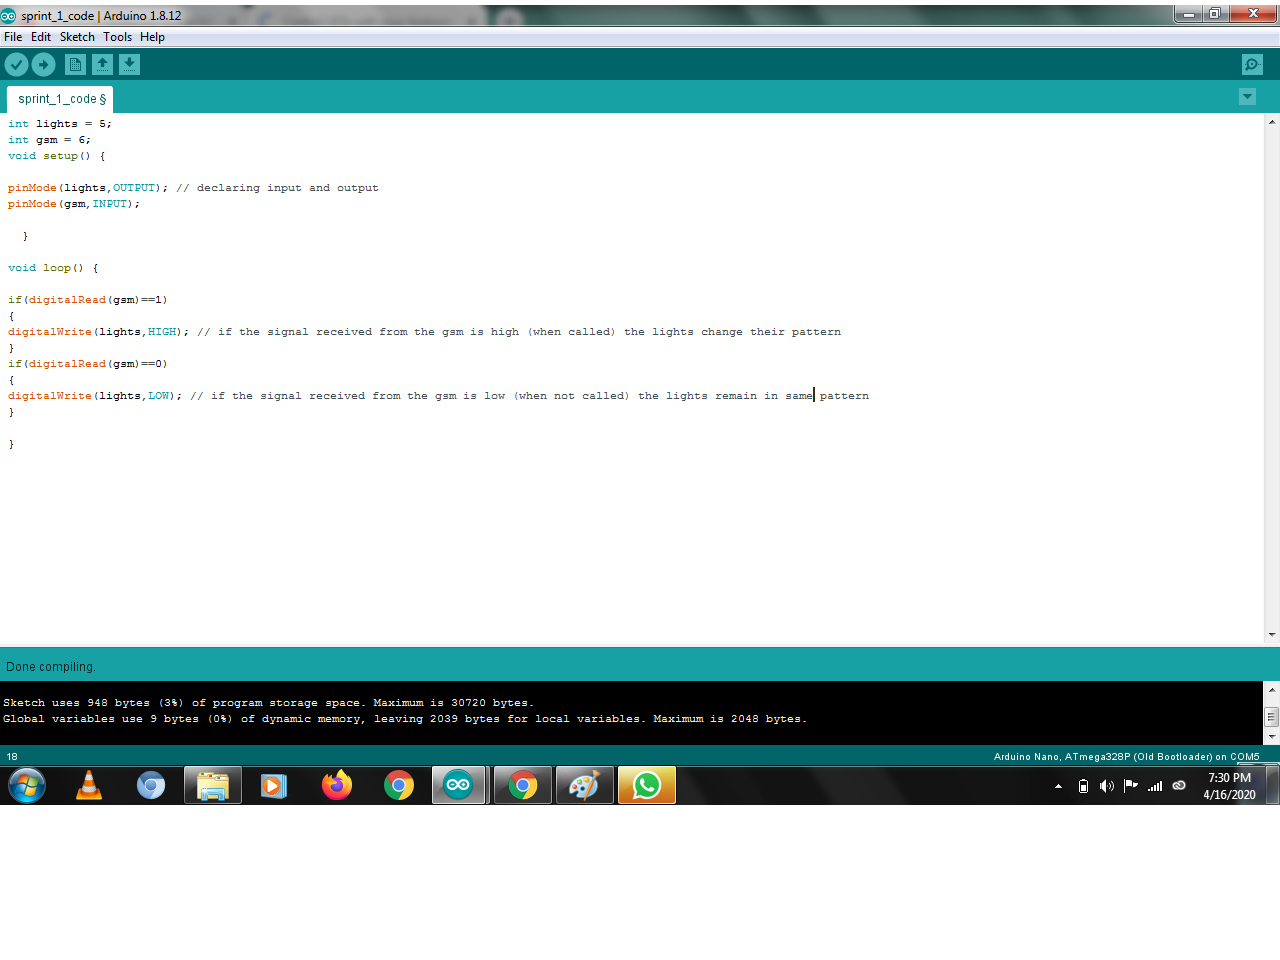 sprint_1_code | Arduino 1.8.12
File Edit Sketch Tools Help
sprint_1_code §
int lights = 5;
int gsm = 6;
void setup() {
pinMode(lights,OUTPUT); // declaring input and output
pinMode(gsm,INPUT);
}
void loop() {
if(digitalRead(gsm)==1)
{
digitalWrite(lights,HIGH); // if the signal received from the gsm is high (when called) the lights change their pattern
}
if(digitalRead(gsm)==0)
{
digitalWrite(lights,LOW); // if the signal received from the gsm is low (when not called) the lights remain in same pattern
}
}
Done compiling.
Sketch uses 948 bytes (3%) of program storage space. Maximum is 30720 bytes.
Global variables use 9 bytes (0%) of dynamic memory, leaving 2039 bytes for local variables. Maximum is 2048 bytes.
18
Arduino Nano, ATmega328P (Old Bootloader) on COM5
7:30 PM
4/16/2020